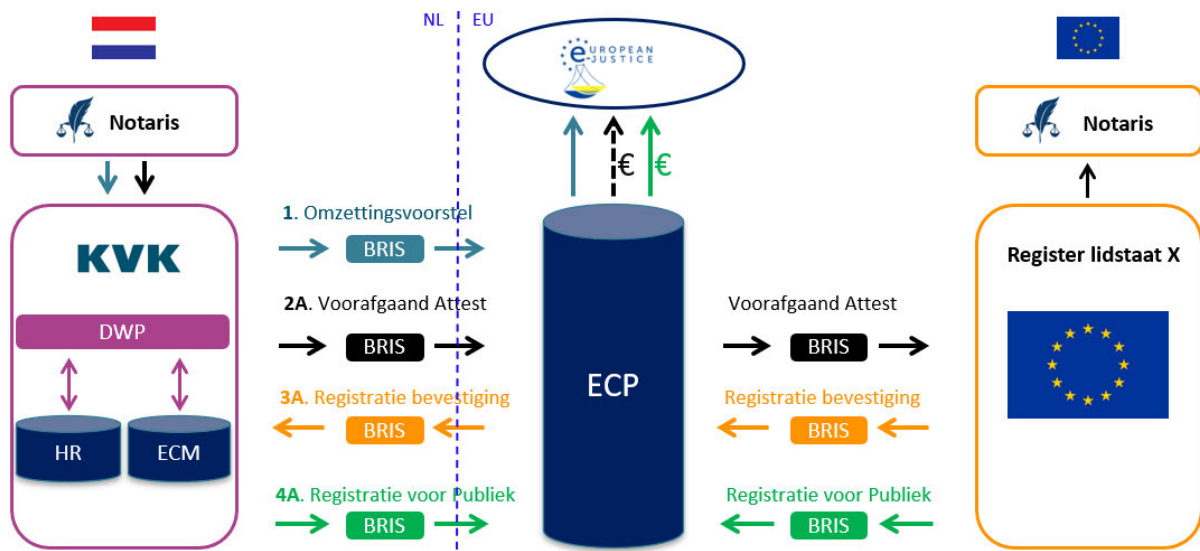 NL EU
EUROPEAN
e-JUSTICE
Notaris
Notaris
€ €
1. Omzettingsvoorstel
BRIS
KVK
Register lidstaat X
DWP
2A. Voorafgaand Attest
Voorafgaand Attest
BRIS
BRIS
ECP
3A. Registratie bevestiging
Registratie bevestiging
BRIS
BRIS
HR
ECM
4A. Registratie voor Publiek
Registratie voor Publiek
BRIS
BRIS